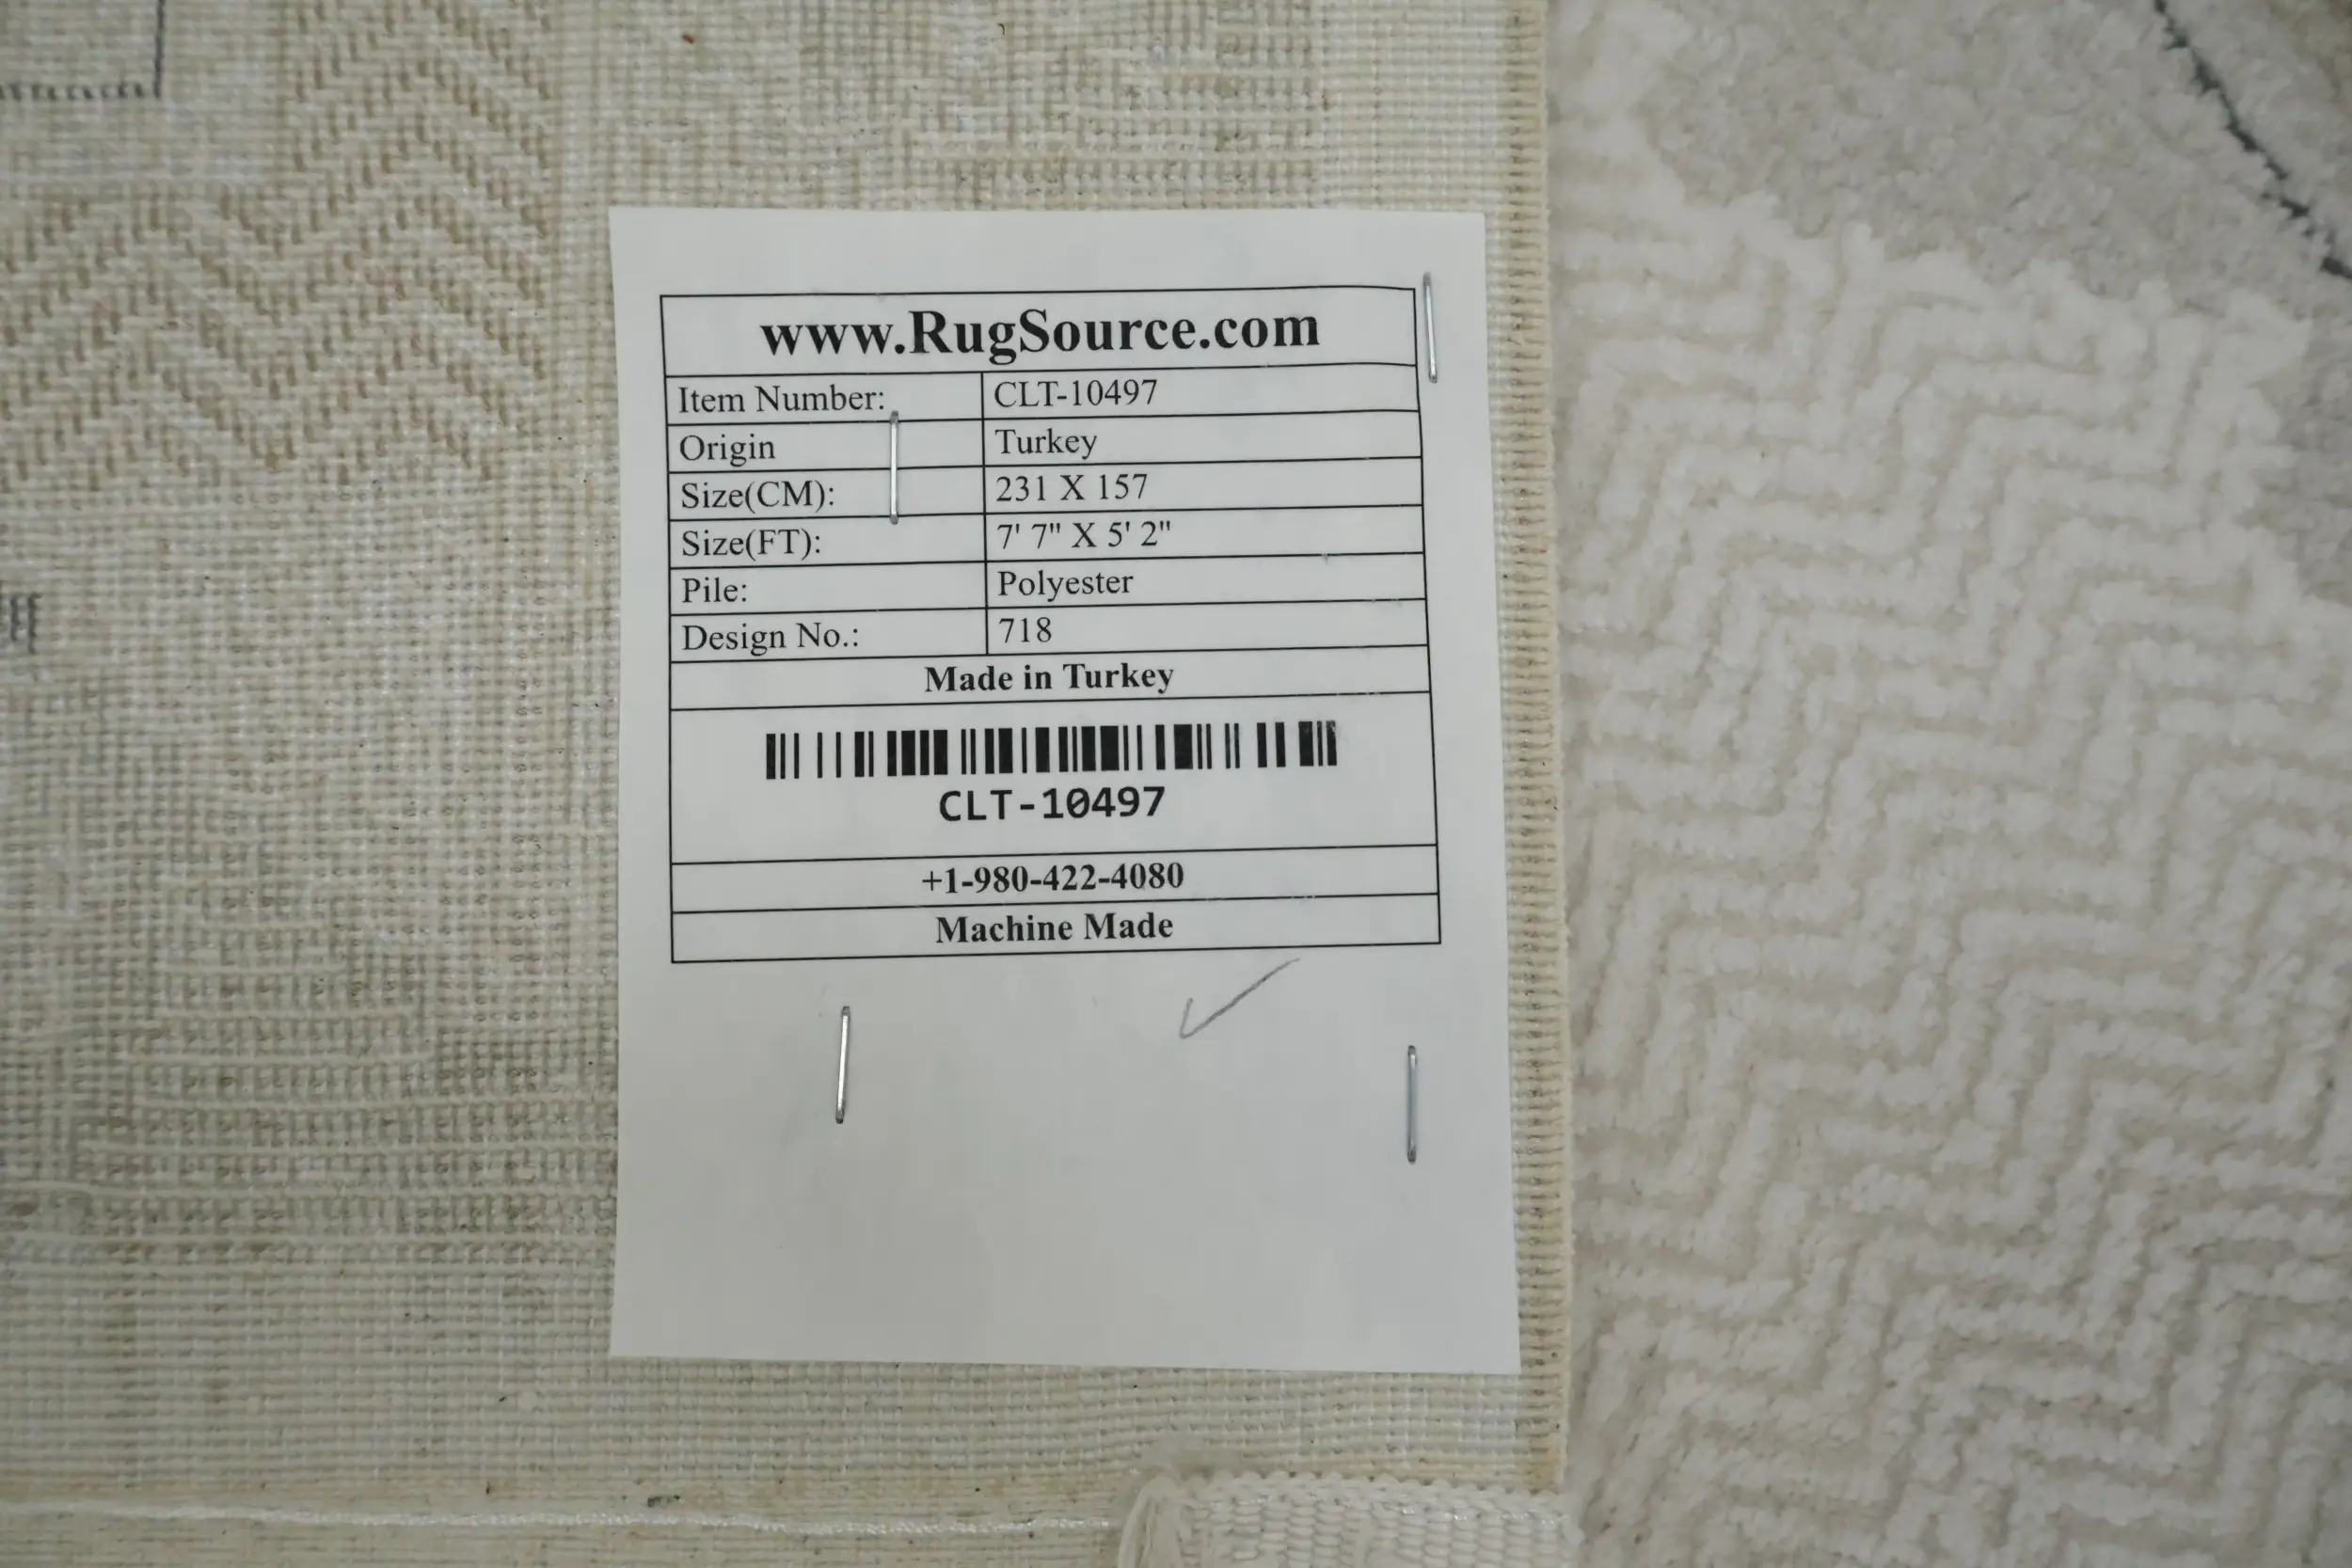 www.RugSource.com
Item Number: CLT-10497
Origin Turkey
Size(CM): 231 X 157
Size(FT): 7' 7" X 5' 2"
Pile: Polyester
Design No.: 718
Made in Turkey
CLT-10497
+1-980-422-4080
Machine Made